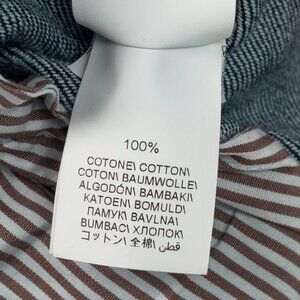 100%
COTONE\ COTTON\
COTON\ BAUMWOLLE\
ALGODÓN\ BAMBAKI\
KATOEN\ BOMULD\
ПАМУК\ BAVLNA\
BUMBAC\ ХЛОПОК\
コットン\ 全棉\ قطن